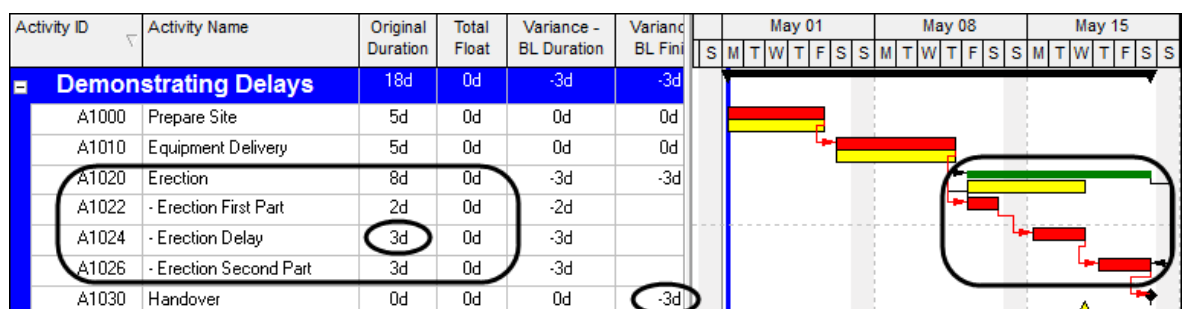 Activity ID Activity Name Original Total Variance - Varianc May 01 May 08 May 15
Duration Float BL Duration BL Fini T S M T W T F S S M T W T F S S M T W T F S S
Demonstrating Delays 18d 0d -3d -3d
A1000 Prepare Site 5d 0d 0d 0d
A1010 Equipment Delivery 5d 0d 0d 0d
A1020 Erection 8d 0d -3d -3d
A1022 - Erection First Part 2d 0d -2d
A1024 - Erection Delay 3d 0d -3d
A1026 - Erection Second Part 3d 0d -3d
A1030 Handover 0d 0d 0d -3d